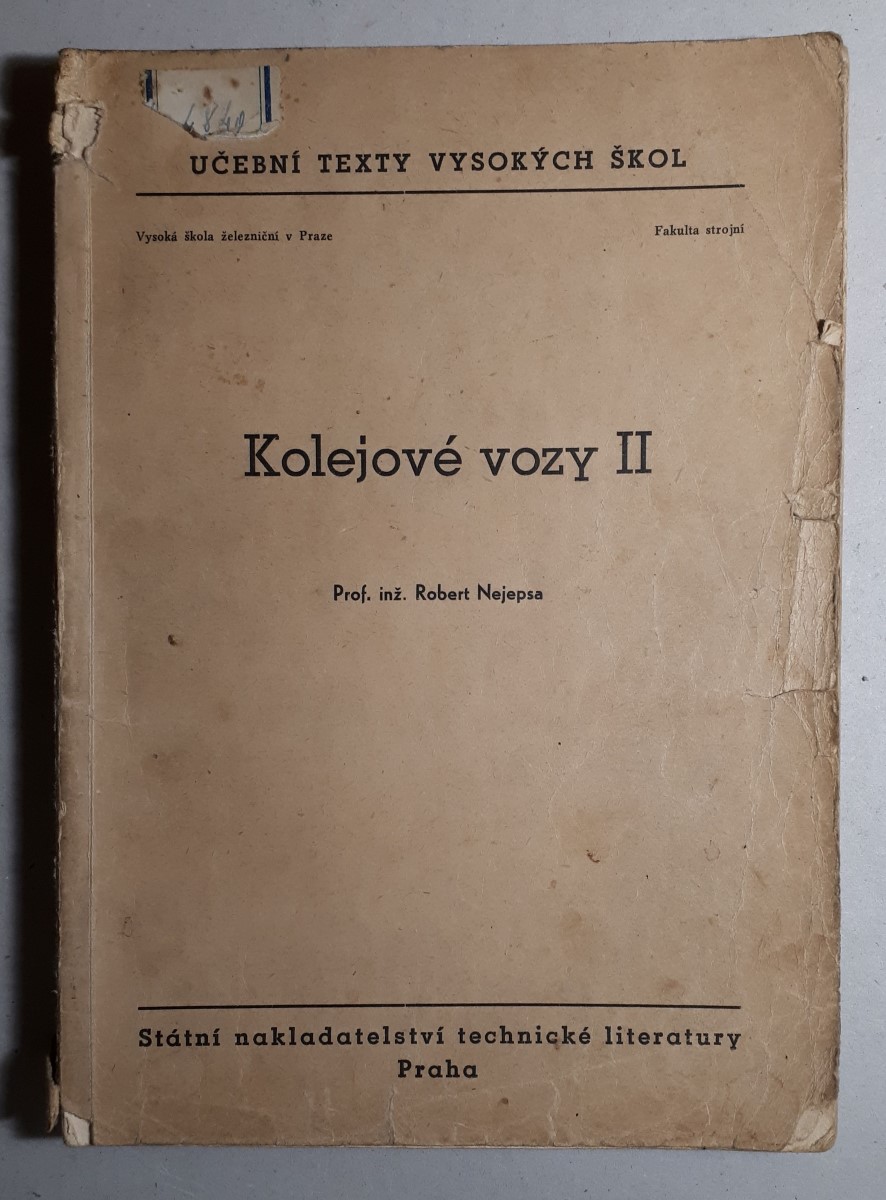 UČEBNÍ TEXTY VYSOKÝCH ŠKOL
Vysoká škola železniční v Praze
Fakulta strojní
Kolejové vozy II
Prof. inž. Robert Nejepsa
Státní nakladatelství technické literatury
Praha